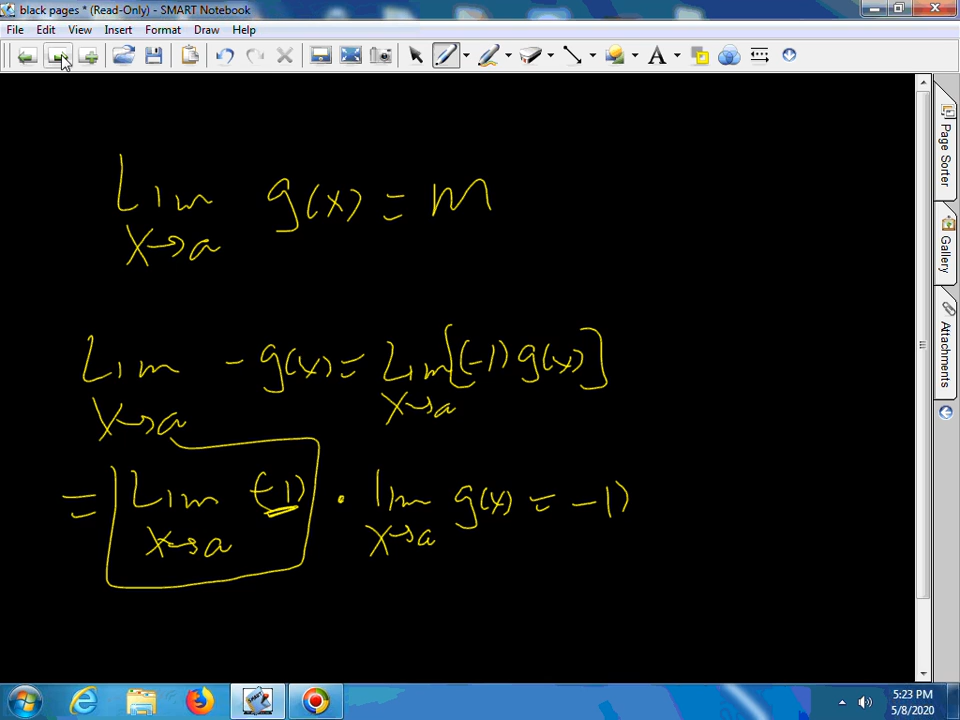 black pages * (Read-Only) - SMART Notebook
File Edit View Insert Format Draw Help
Lim g(x) = M
x→a
Lim - g(x) = Lim [(-1) g(x)]
x→a x→a
= Lim (-1) · lim g(x) = -1)
x→a x→a
Page Sorter
Gallery
Attachments
5:23 PM
5/8/2020